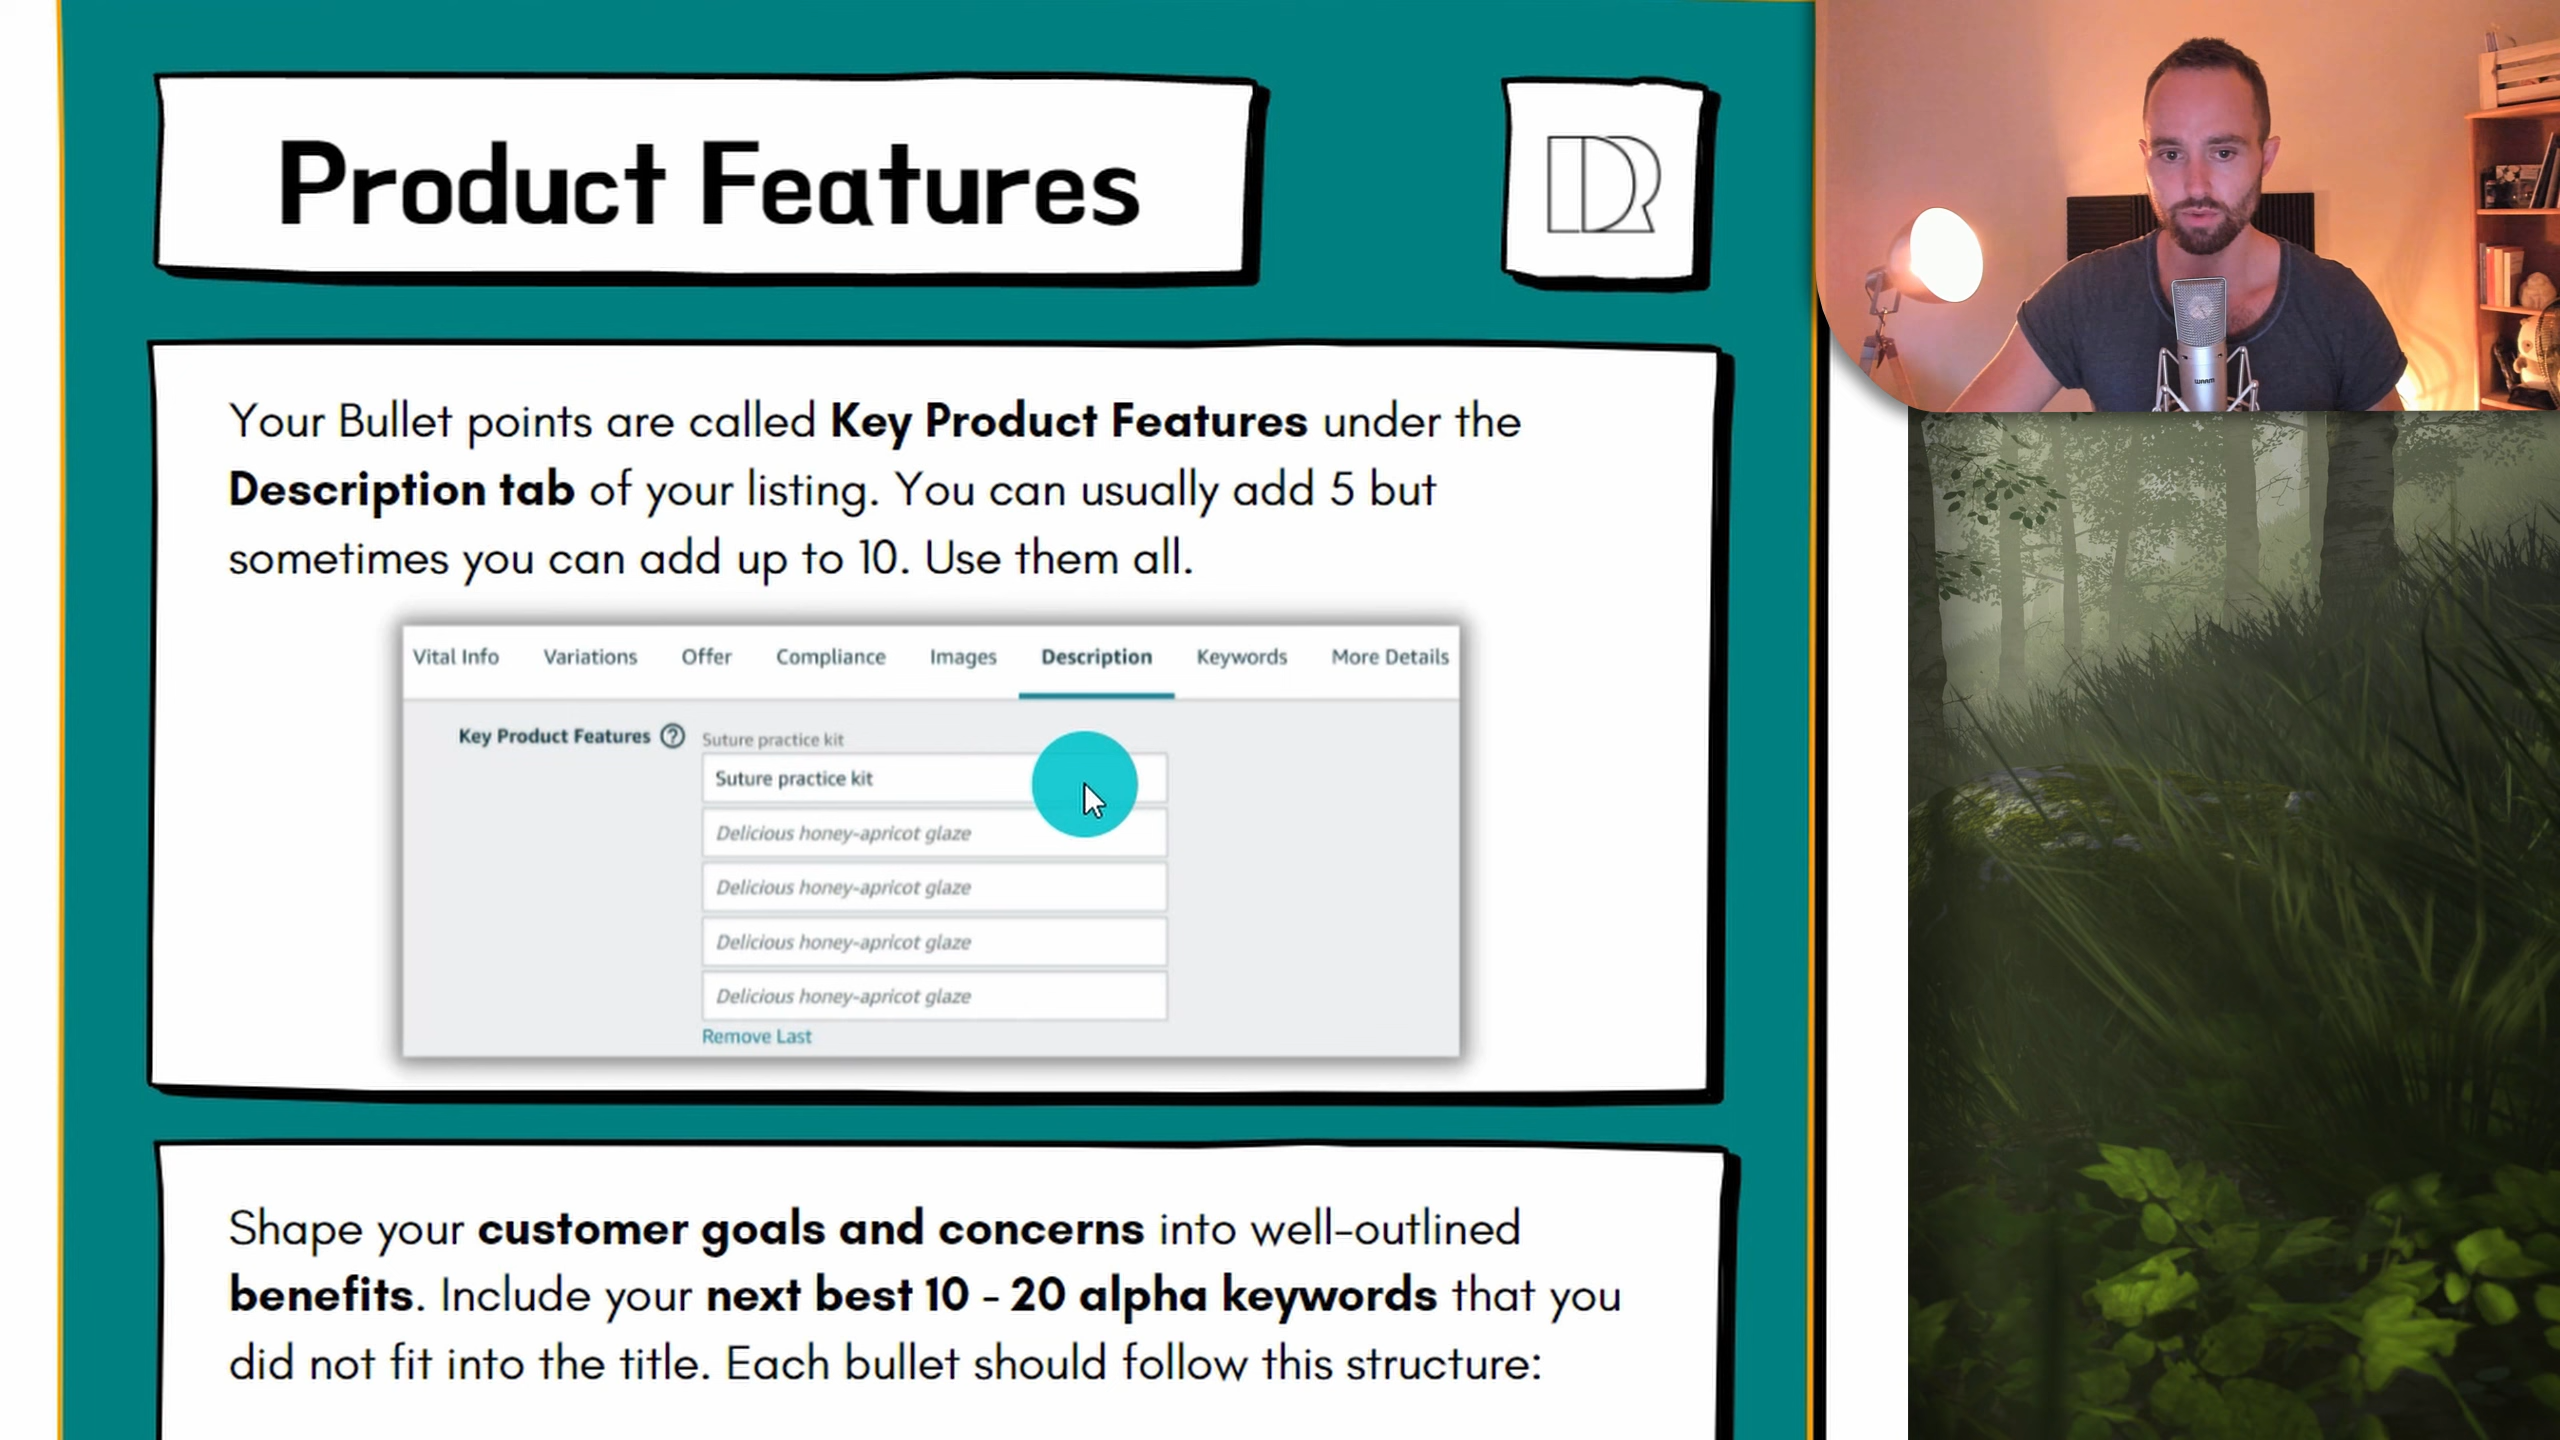 Product Features
DR
Your Bullet points are called Key Product Features under the
Description tab of your listing. You can usually add 5 but
sometimes you can add up to 10. Use them all.
Vital Info Variations Offer Compliance Images Description Keywords More Details
Key Product Features ? Suture practice kit
Suture practice kit
Delicious honey-apricot glaze
Delicious honey-apricot glaze
Delicious honey-apricot glaze
Delicious honey-apricot glaze
Remove Last
Shape your customer goals and concerns into well-outlined
benefits. Include your next best 10 - 20 alpha keywords that you
did not fit into the title. Each bullet should follow this structure: